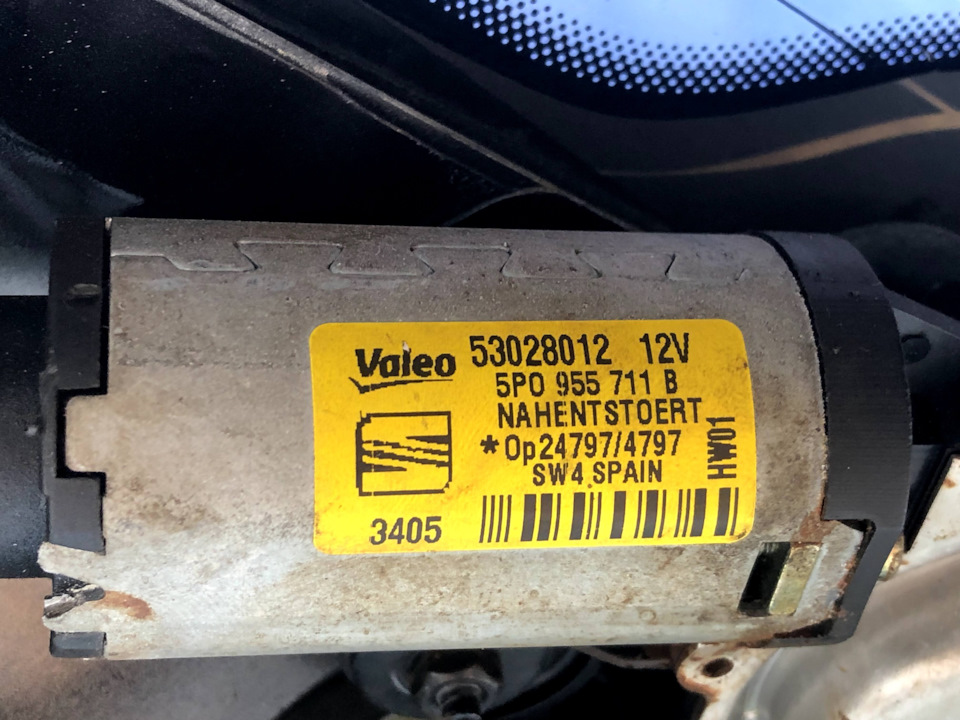 Valeo 53028012 12V
5P0 955 711 B
NAHENTSTOERT
*Op24797/4797
SW4 SPAIN
HW01
3405